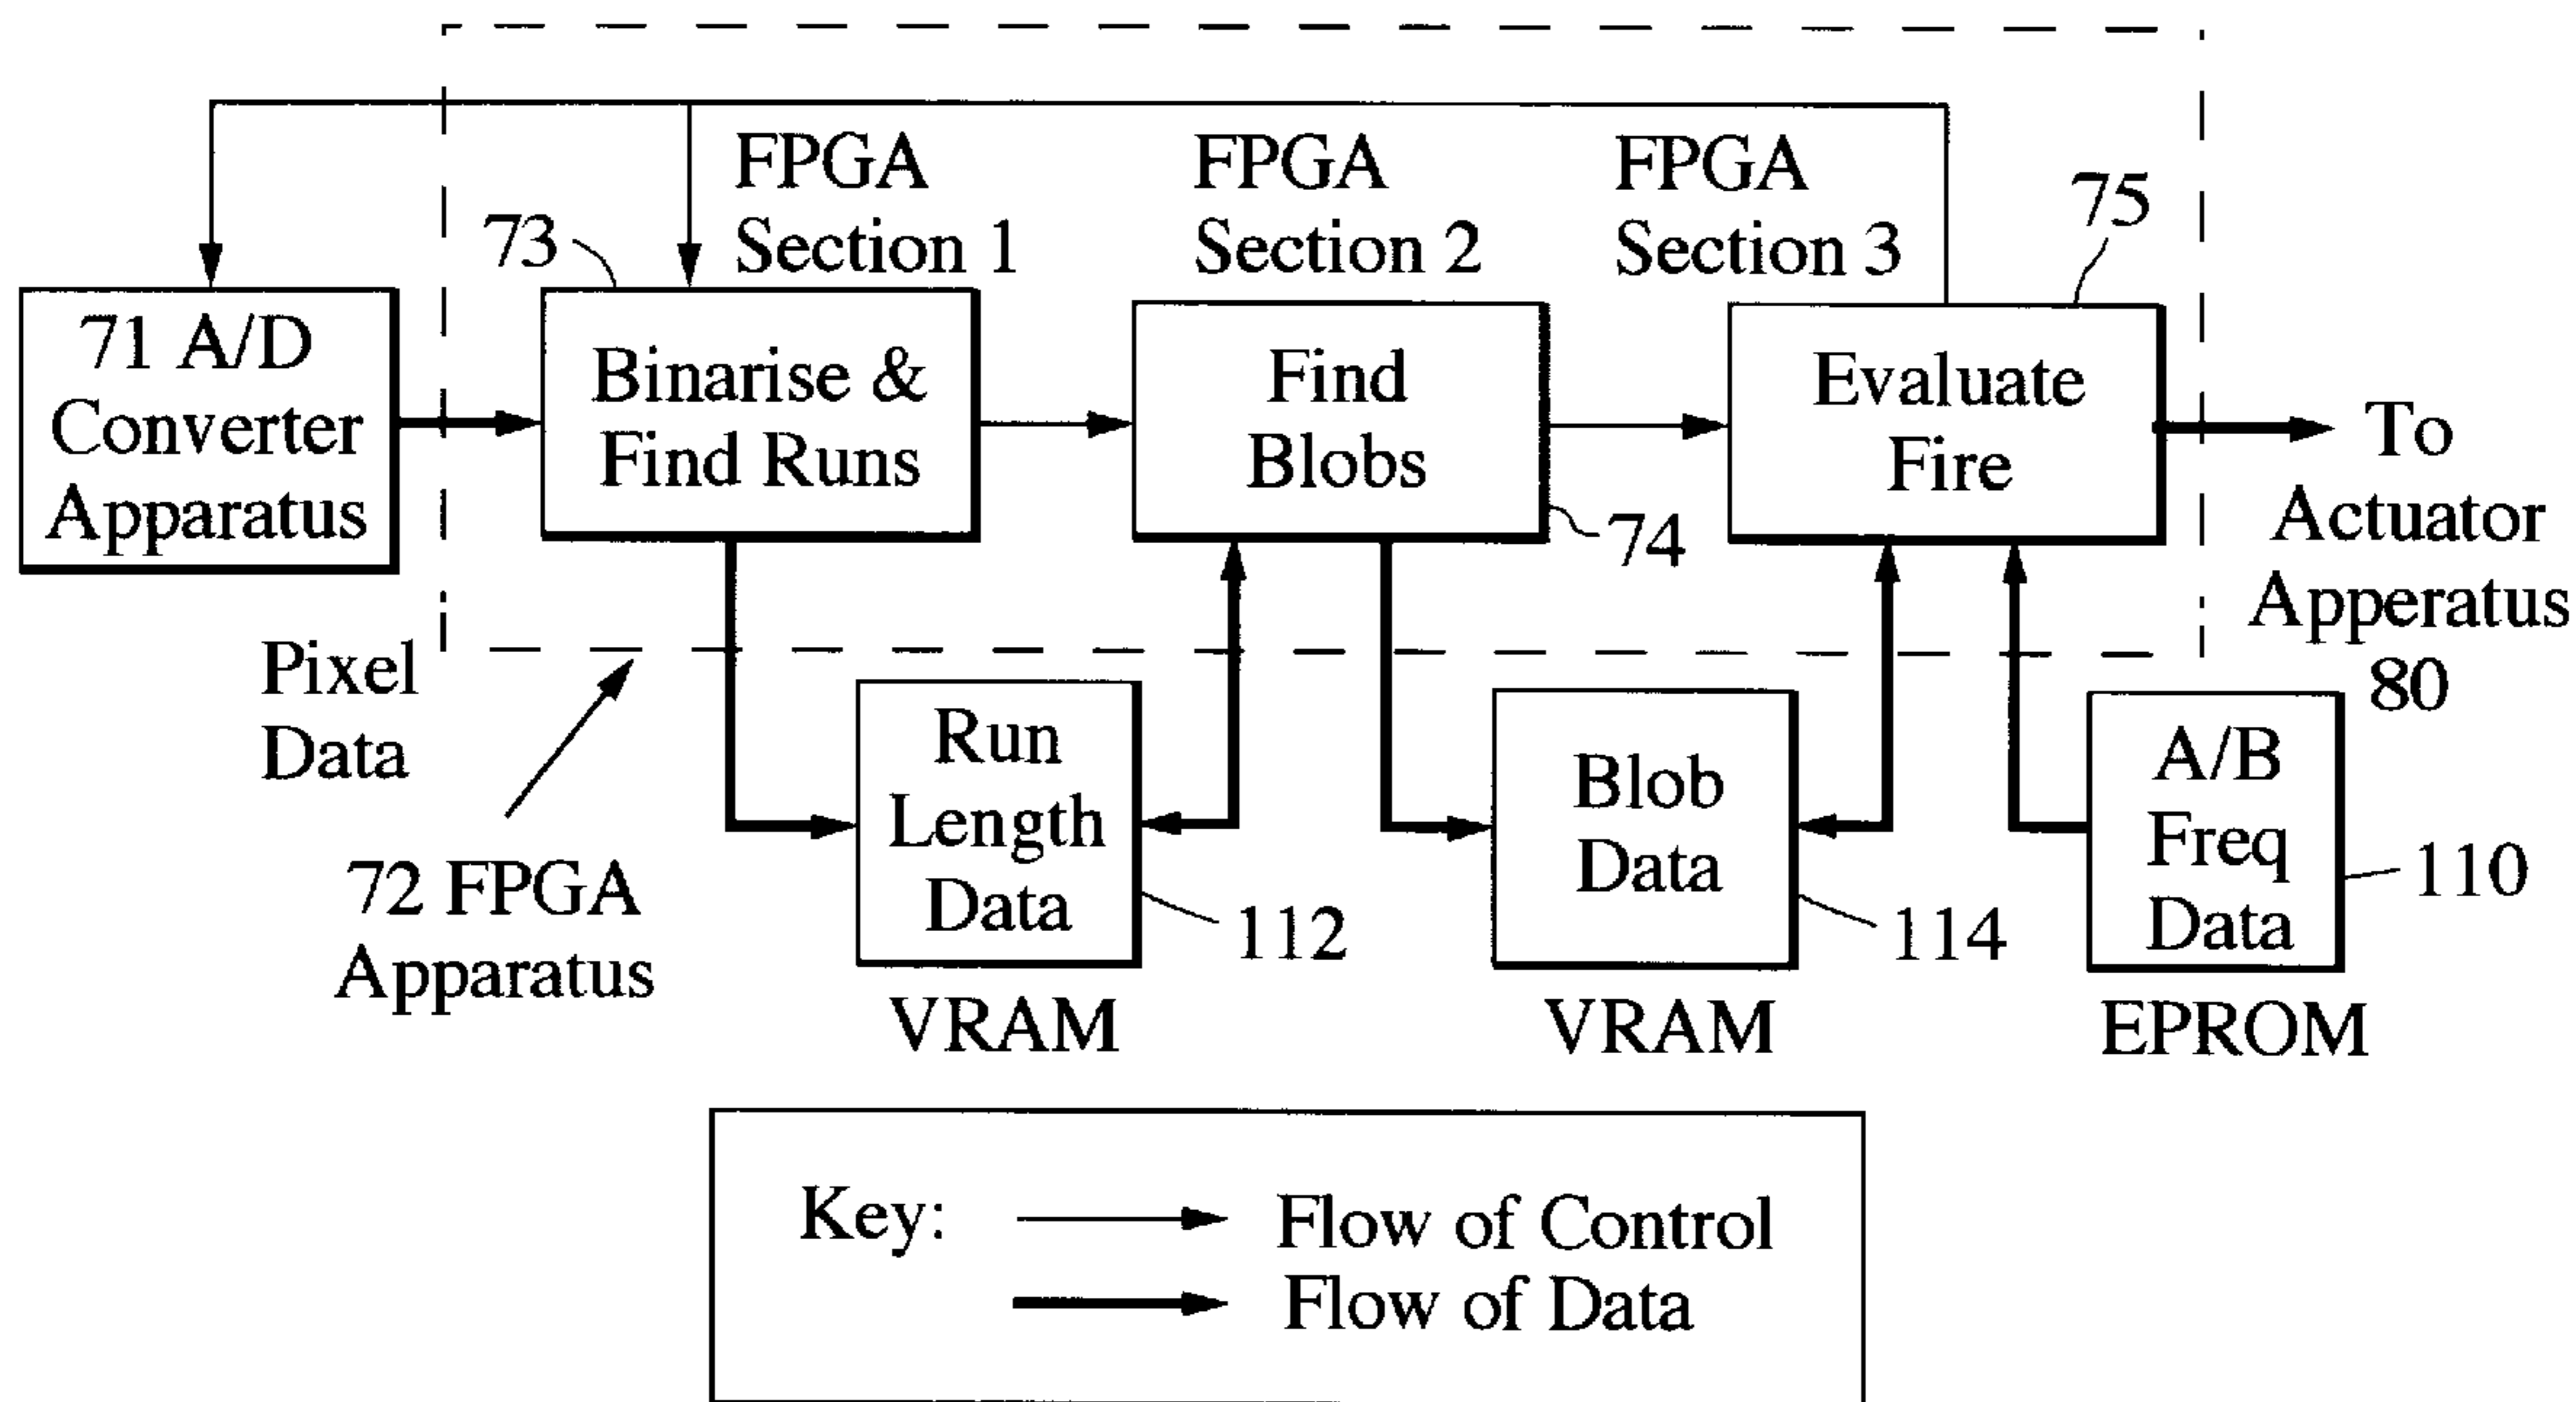 FPGA
Section 1
FPGA
Section 2
FPGA
Section 3
73
75
71 A/D
Converter
Apparatus
Binarise &
Find Runs
Find
Blobs
74
Evaluate
Fire
To
Actuator
Apperatus
80
Pixel
Data
72 FPGA
Apparatus
Run
Length
Data
112
VRAM
Blob
Data
114
VRAM
A/B
Freq
Data
110
EPROM
Key:
Flow of Control
Flow of Data